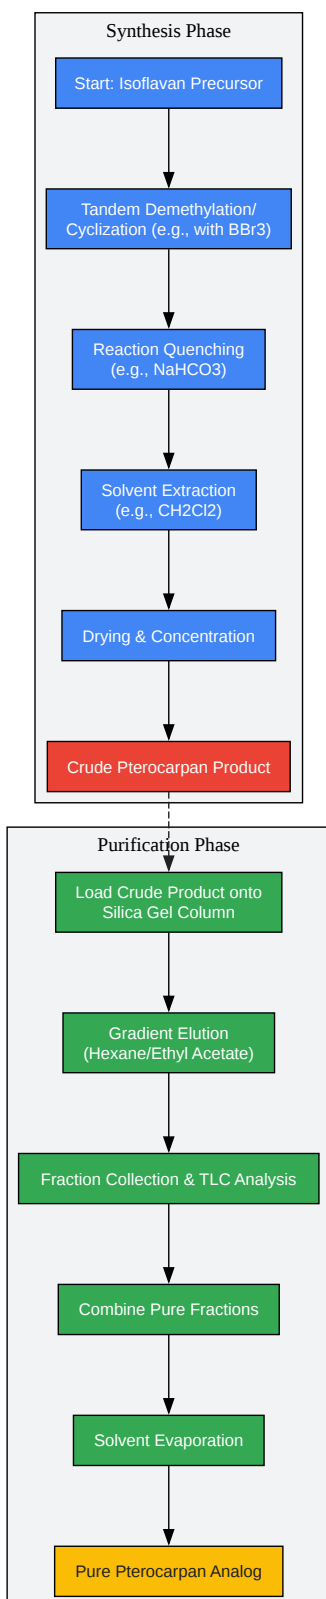 Synthesis Phase
Start: Isoflavan Precursor
Tandem Demethylation/
Cyclization (e.g., with BBr3)
Reaction Quenching
(e.g., NaHCO3)
Solvent Extraction
(e.g., CH2Cl2)
Drying & Concentration
Crude Pterocarpan Product
Purification Phase
Load Crude Product onto
Silica Gel Column
Gradient Elution
(Hexane/Ethyl Acetate)
Fraction Collection & TLC Analysis
Combine Pure Fractions
Solvent Evaporation
Pure Pterocarpan Analog